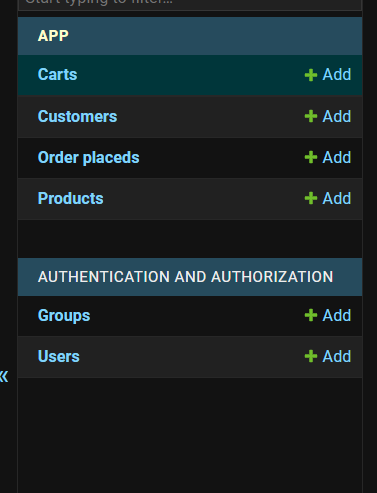 Start typing to filter...
APP
Carts
Add
Customers
Add
Order placeds
Add
Products
Add
AUTHENTICATION AND AUTHORIZATION
Groups
Add
Users
Add
«